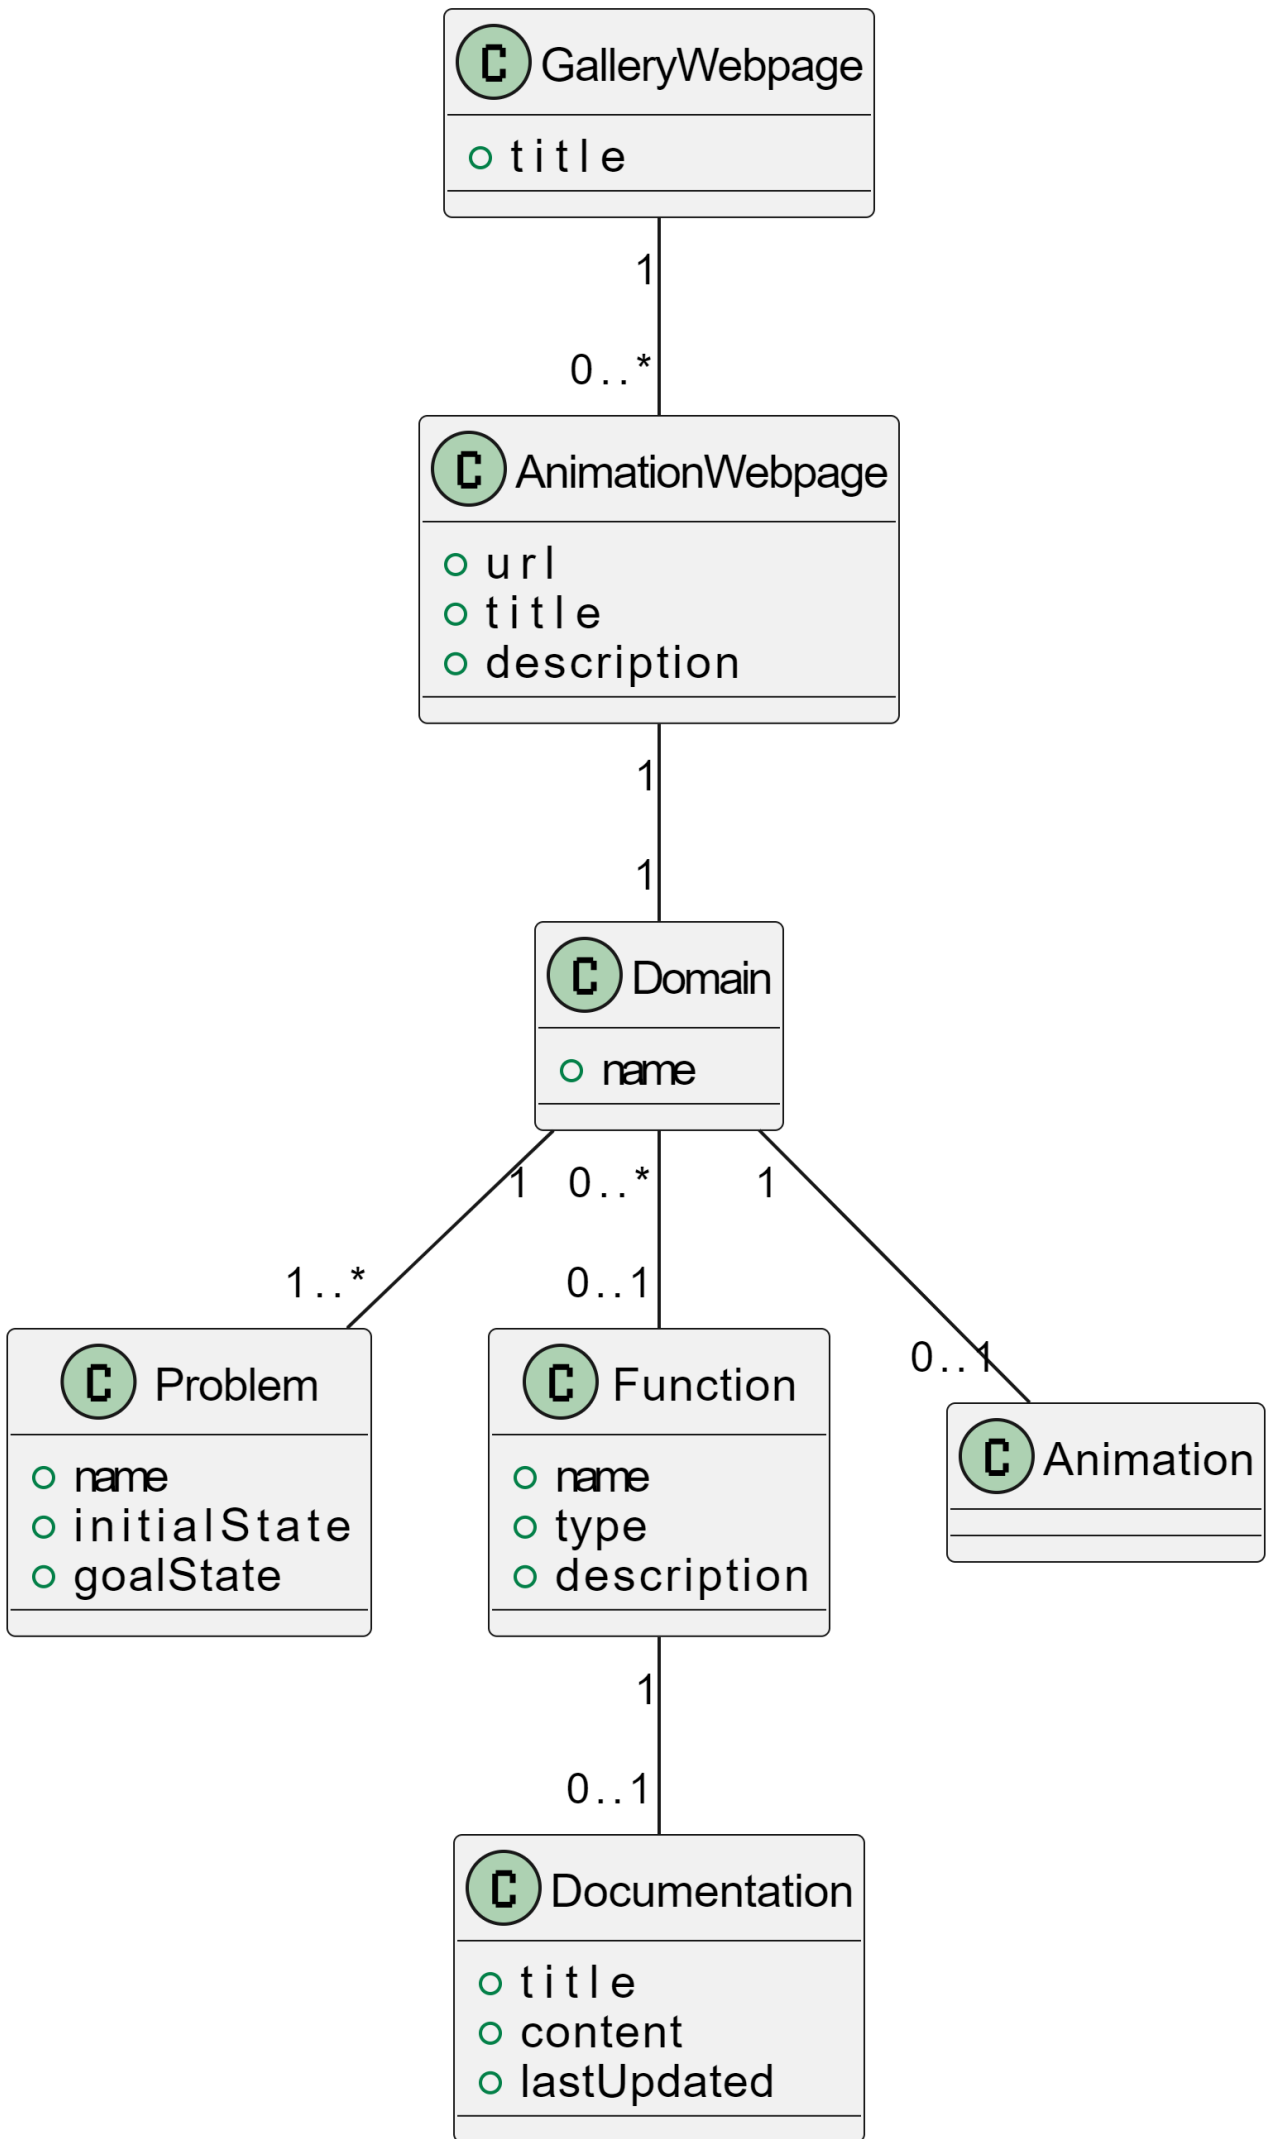 C GalleryWebpage
title
1
0..*
C AnimationWebpage
url
title
description
1
1
C Domain
name
1 0..* 1
1..* 0..1
0..1
C Problem
name
initialState
goalState
C Function
name
type
description
C Animation
1
0..1
C Documentation
title
content
lastUpdated